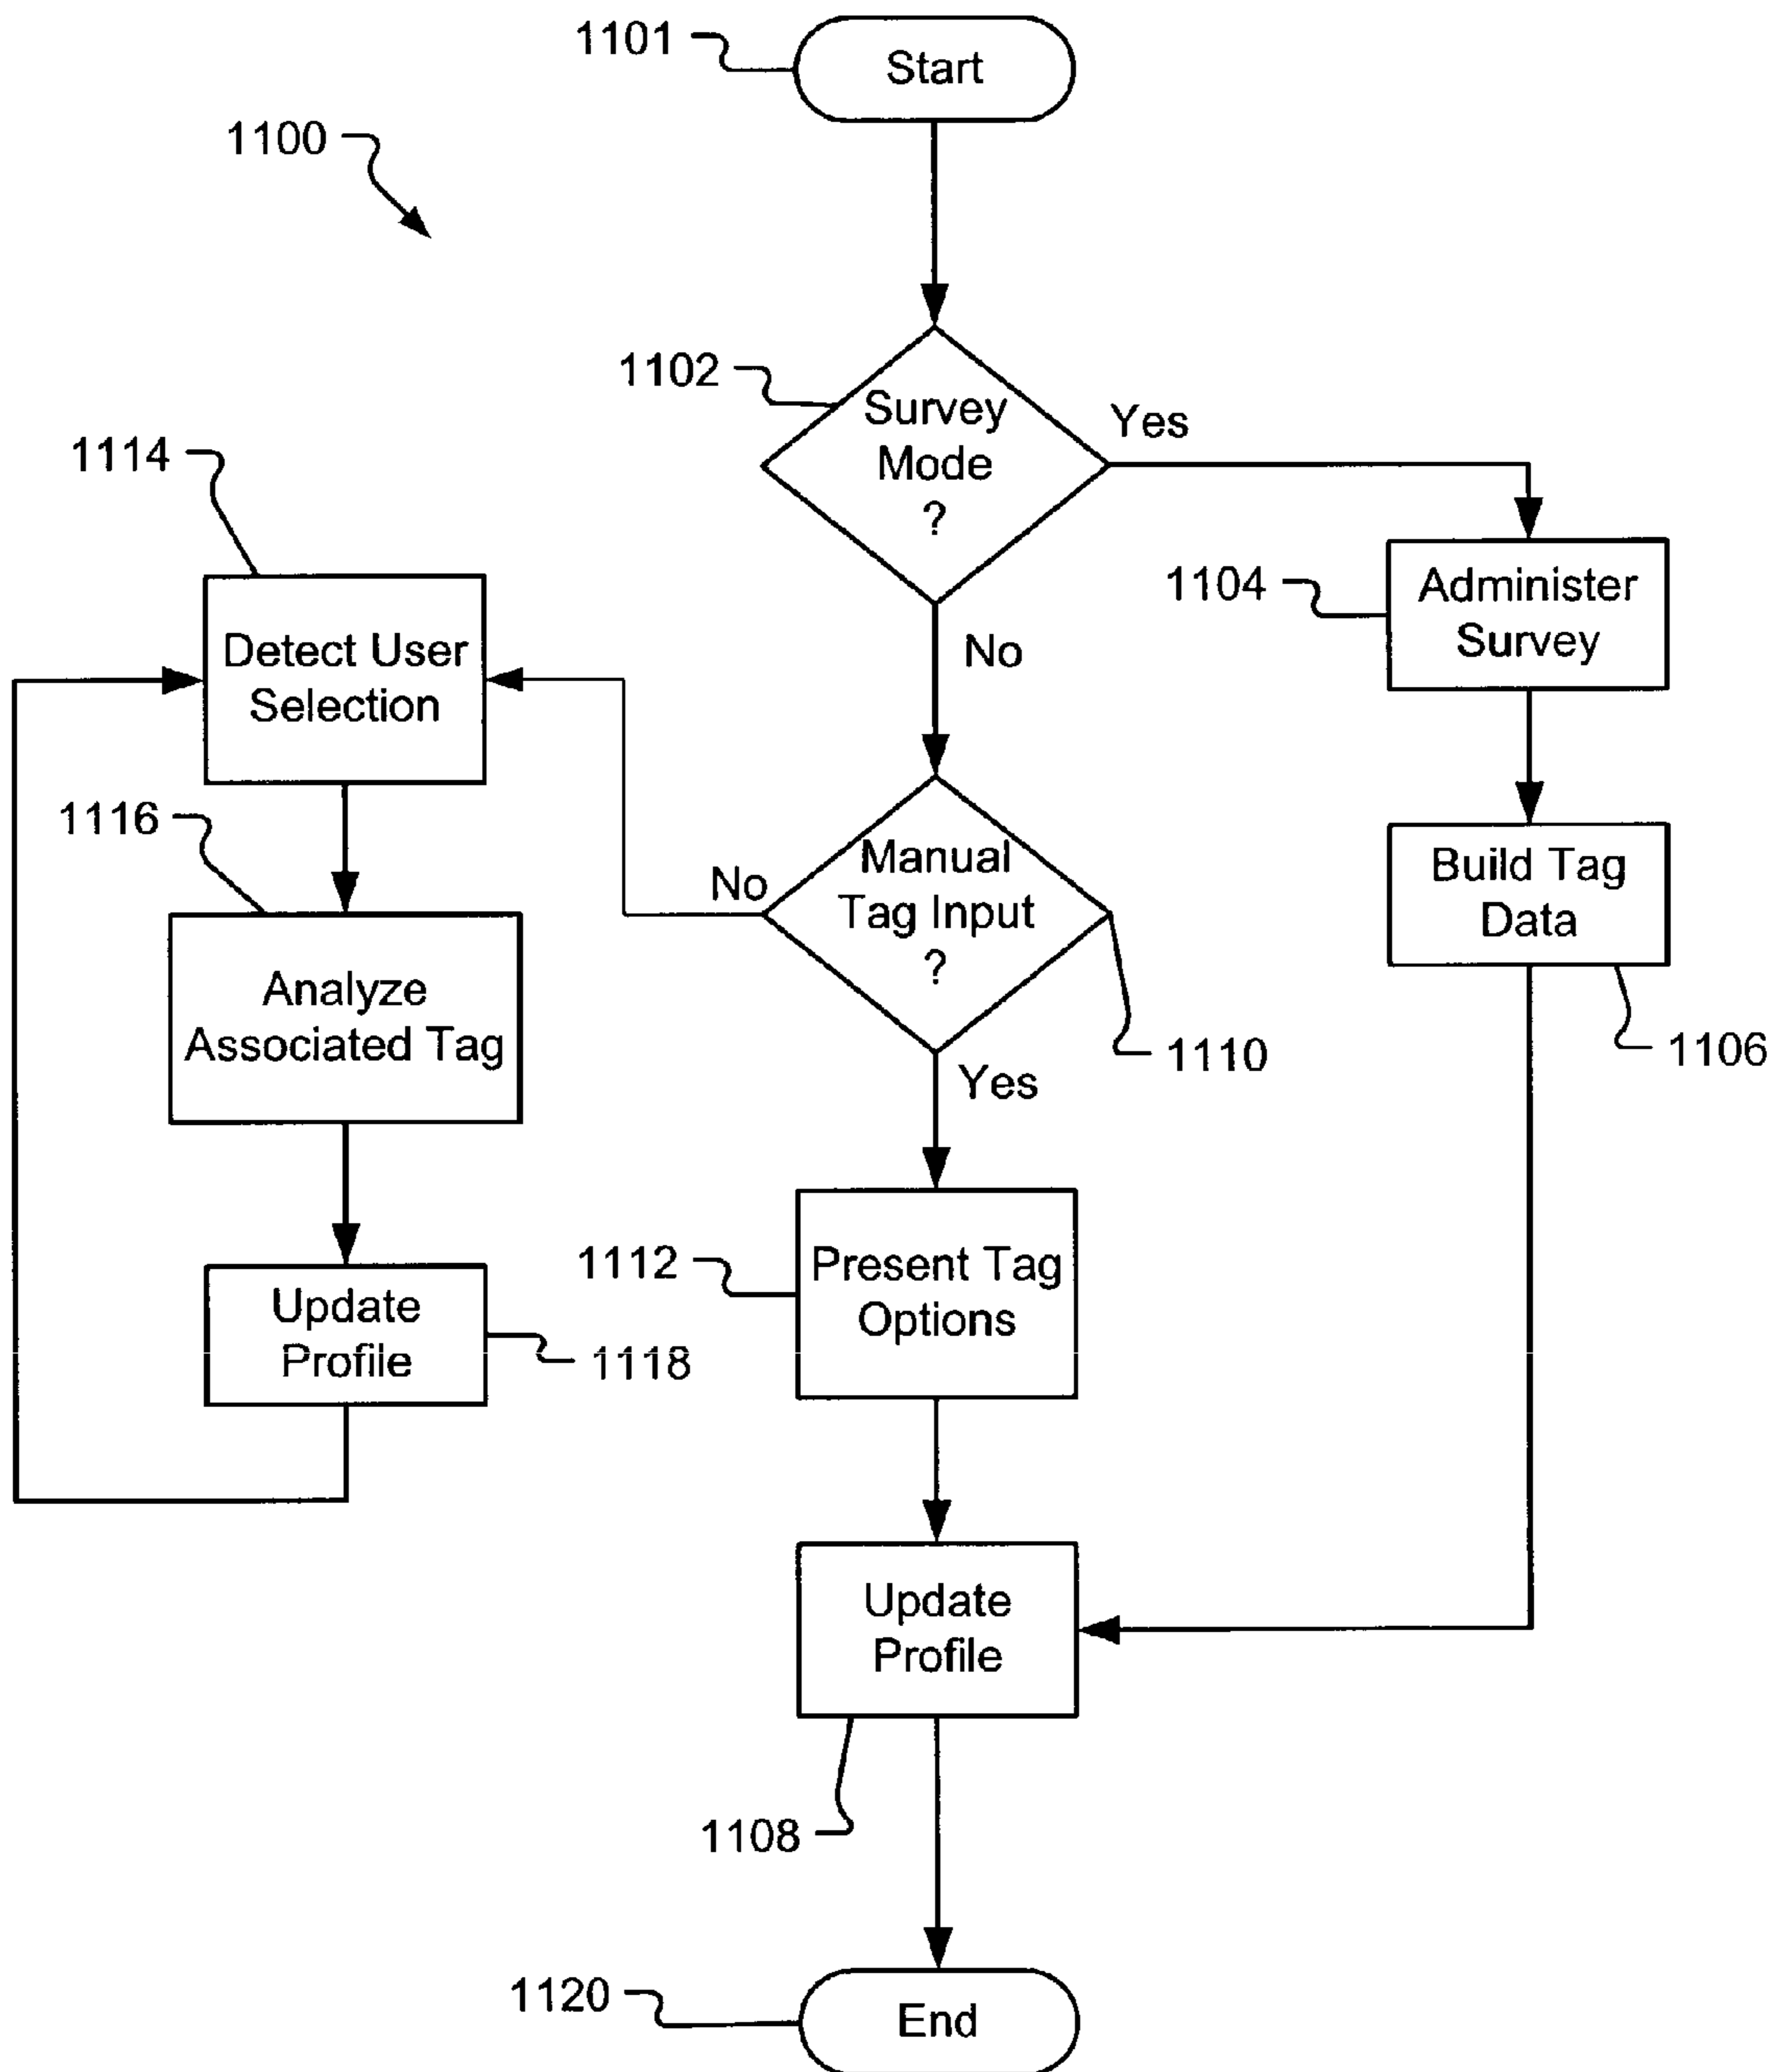 1101
Start
1100
1102
Survey
Mode
?
Yes
1114
1104
Administer
Survey
No
Detect User
Selection
1116
Manual
Tag Input
?
No
Build Tag
Data
Analyze
Associated Tag
1110
1106
Yes
1112
Present Tag
Options
Update
Profile
1118
Update
Profile
1108
1120
End